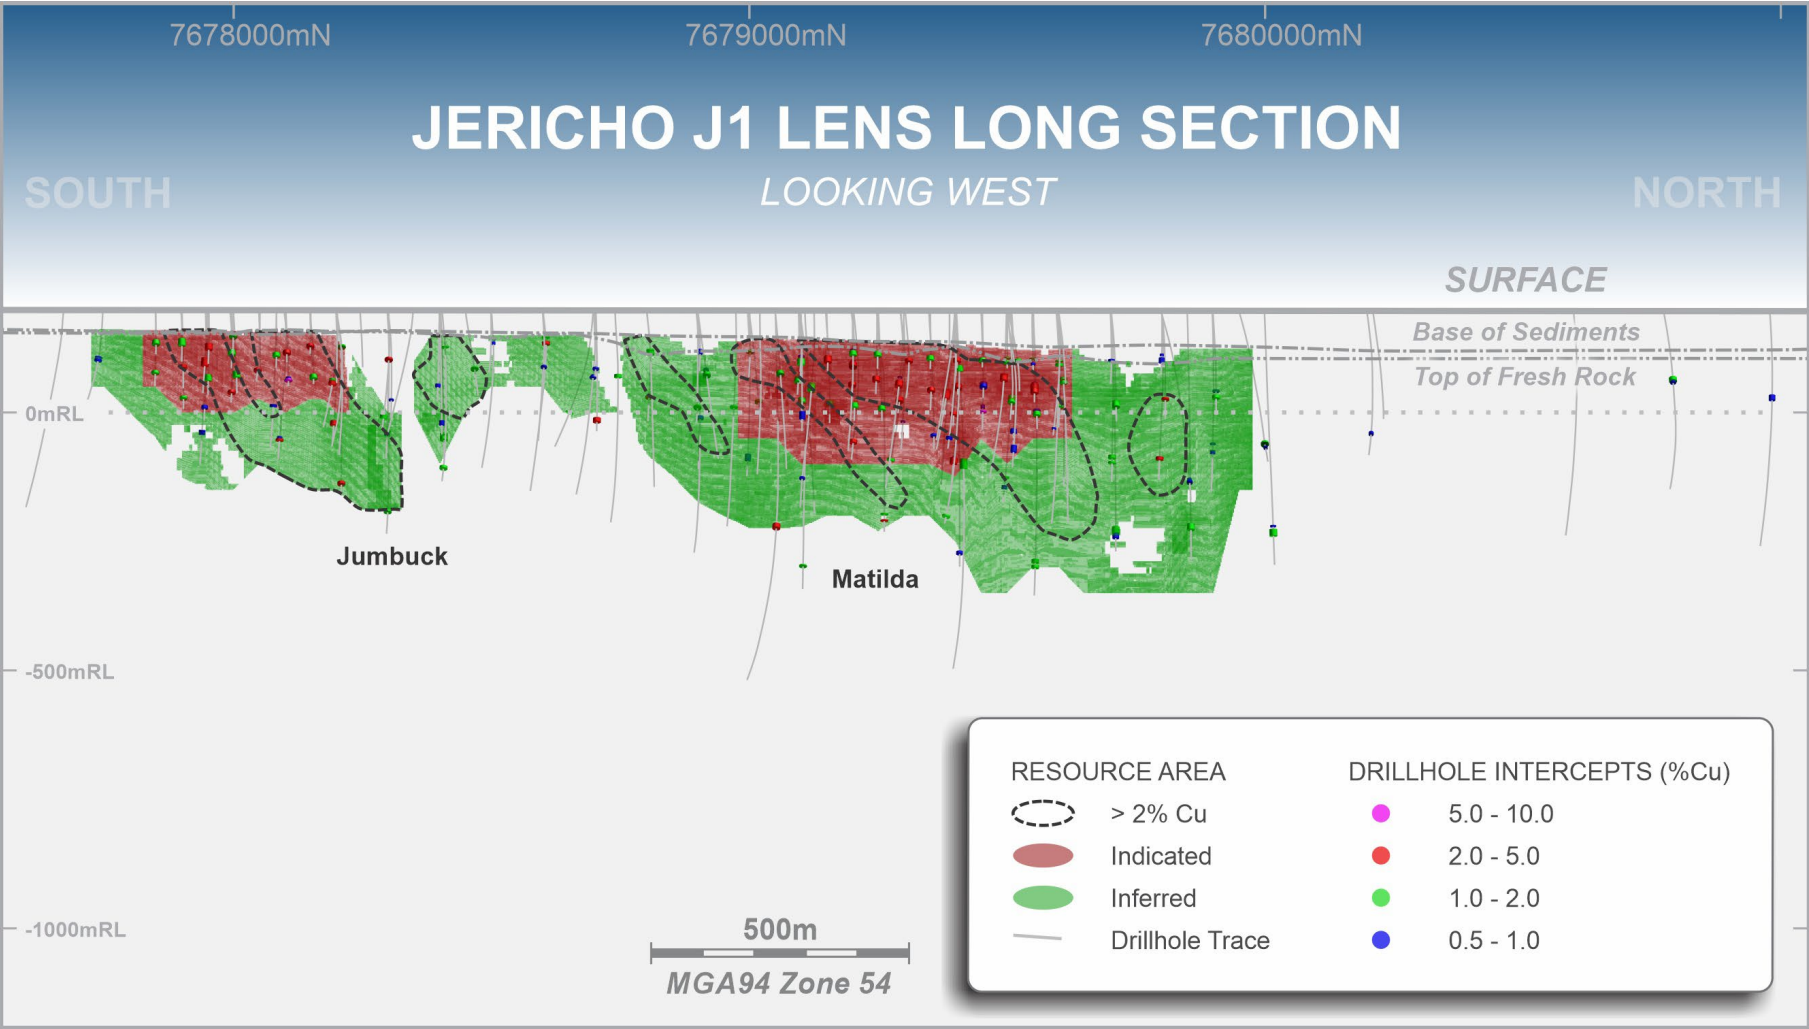 7678000mN 7679000mN 7680000mN
JERICHO J1 LENS LONG SECTION
LOOKING WEST
SOUTH NORTH
SURFACE
Base of Sediments
Top of Fresh Rock
0mRL
Jumbuck
Matilda
-500mRL
-1000mRL
500m
MGA94 Zone 54
RESOURCE AREA
> 2% Cu
Indicated
Inferred
Drillhole Trace
DRILLHOLE INTERCEPTS (%Cu)
5.0 - 10.0
2.0 - 5.0
1.0 - 2.0
0.5 - 1.0